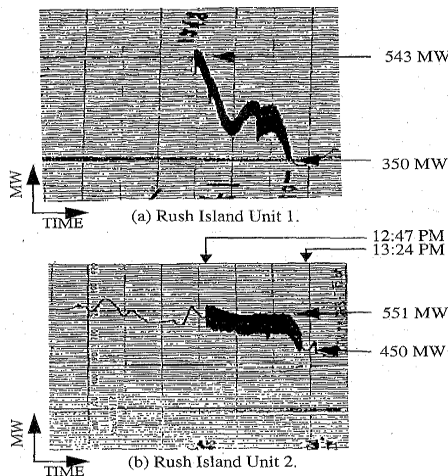 543 MW
350 MW
MW
TIME
(a) Rush Island Unit 1.
12:47 PM
13:24 PM
551 MW
450 MW
MW
TIME
(b) Rush Island Unit 2.